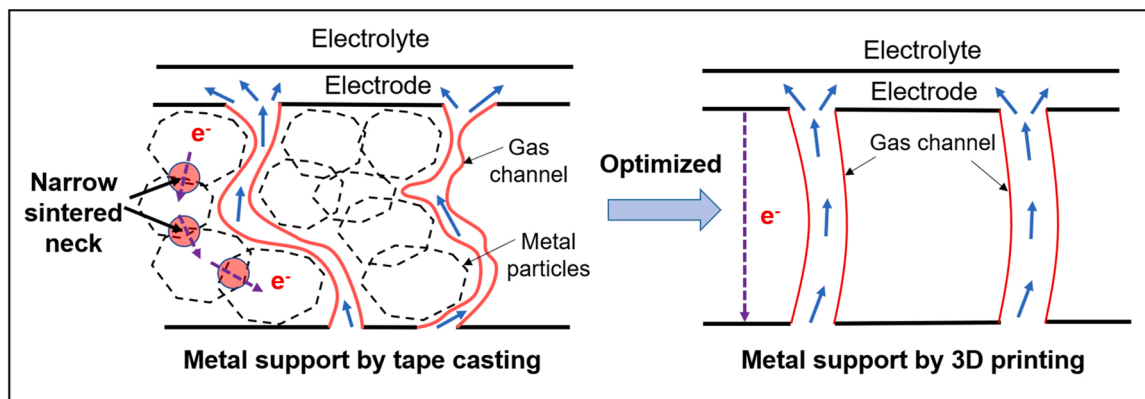 Electrolyte
Electrode
e-
Narrow
sintered
neck
e-
Gas
channel
Metal
particles
Metal support by tape casting
Optimized
Electrolyte
Electrode
Gas channel
e-
Metal support by 3D printing